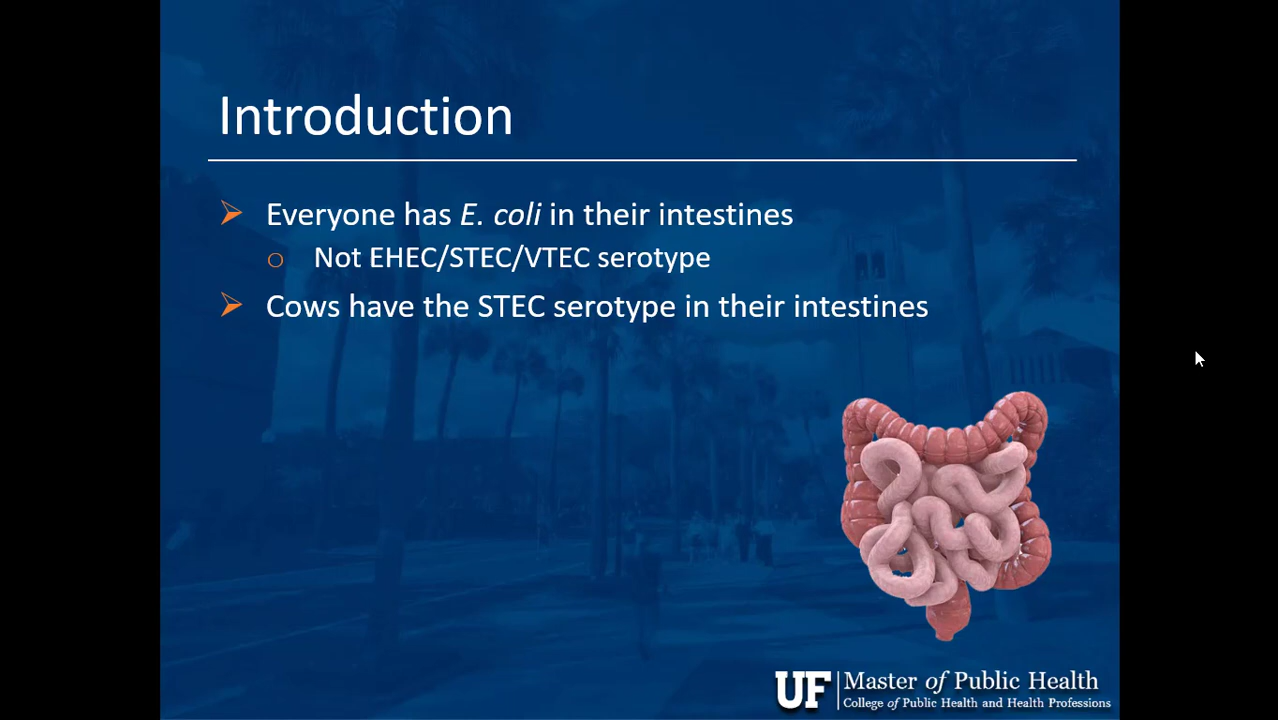 Introduction
Everyone has E. coli in their intestines
Not EHEC/STEC/VTEC serotype
Cows have the STEC serotype in their intestines
UF Master of Public Health
College of Public Health and Health Professions